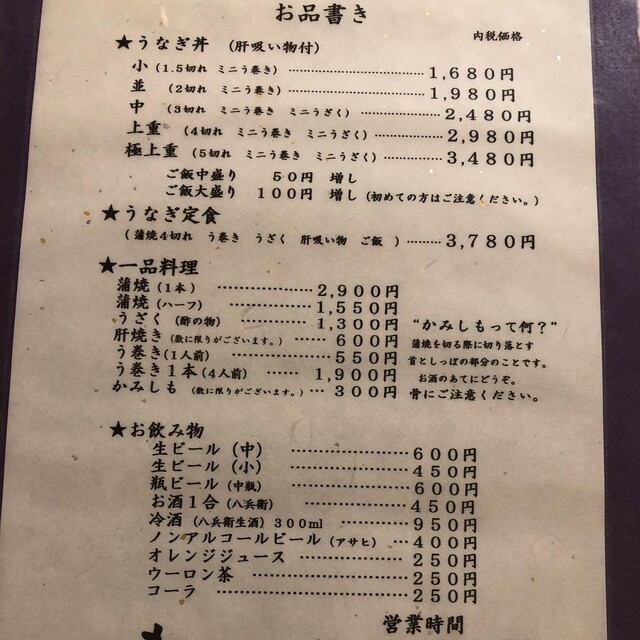 お品書き
内税価格
★うなぎ丼 (肝吸い物付)
小(1.5切れ ミニう巻き)………………1,680円
並 (2切れ ミニう巻き)………………1,980円
中 (3切れ ミニう巻き ミニうざく)………2,480円
上重 (4切れ ミニう巻き ミニうざく)………2,980円
極上重(5切れ ミニう巻き ミニうざく)………3,480円
ご飯中盛り 50円 増し
ご飯大盛り 100円 増し(初めての方はご注意ください。)
★うなぎ定食
(蒲焼4切れ う巻き うざく 肝吸い物 ご飯 )………3,780円
★一品料理
蒲焼(1本) ……………………2,900円
蒲焼(ハーフ) ………………1,550円
うざく(酢の物) ………………1,300円
肝焼き(数に限りがございます。)……600円
う巻き(1人前) ………………550円
う巻き1本(4人前) ……1,900円
かみしも (数に限りがございます。)…300円
“かみしもって何?”
蒲焼を切る際に切り落とす
首としっぽの部分のことです。
お酒のあてにどうぞ。
骨にご注意ください。
★お飲み物
生ビール(中) ………………600円
生ビール(小) ………………450円
瓶ビール(中瓶) ………………600円
お酒1合(八兵衛) ………………450円
冷酒(八兵衛生酒)300ml …………950円
ノンアルコールビール(アサヒ)…400円
オレンジジュース ………………250円
ウーロン茶 ………………250円
コーラ ………………250円
営業時間